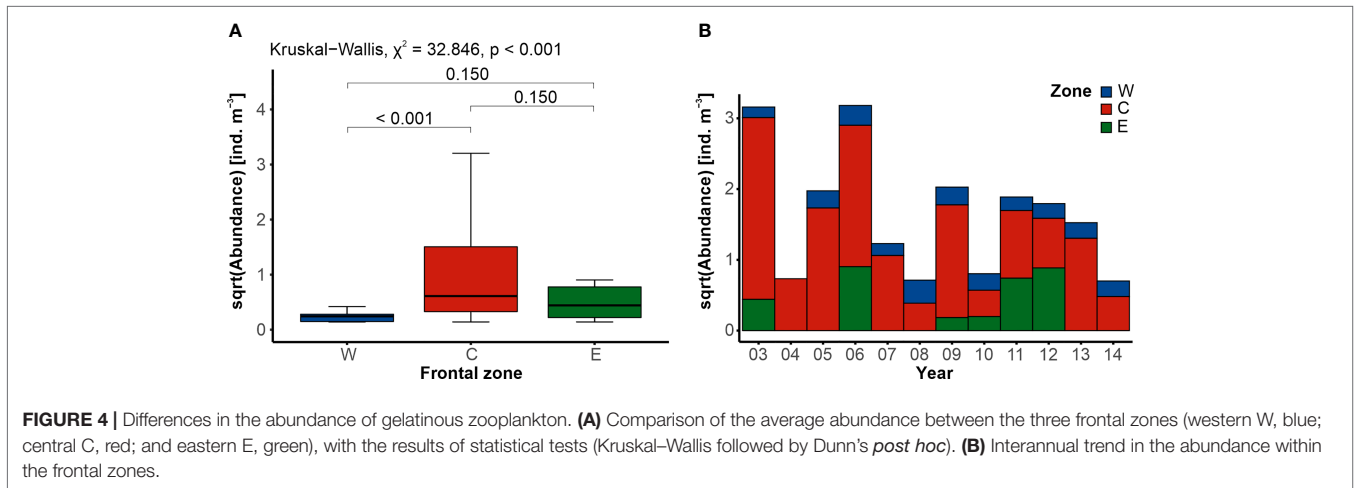 A
Kruskal−Wallis, χ² = 32.846, p < 0.001
0.150
0.150
< 0.001
sqrt(Abundance) [ind. m⁻³]
4
3
2
1
0
W C E
Frontal zone
B
Zone W
C
E
sqrt(Abundance) [ind. m⁻³]
3
2
1
0
03 04 05 06 07 08 09 10 11 12 13 14
Year
FIGURE 4 | Differences in the abundance of gelatinous zooplankton. (A) Comparison of the average abundance between the three frontal zones (western W, blue;
central C, red; and eastern E, green), with the results of statistical tests (Kruskal–Wallis followed by Dunn's post hoc). (B) Interannual trend in the abundance within
the frontal zones.